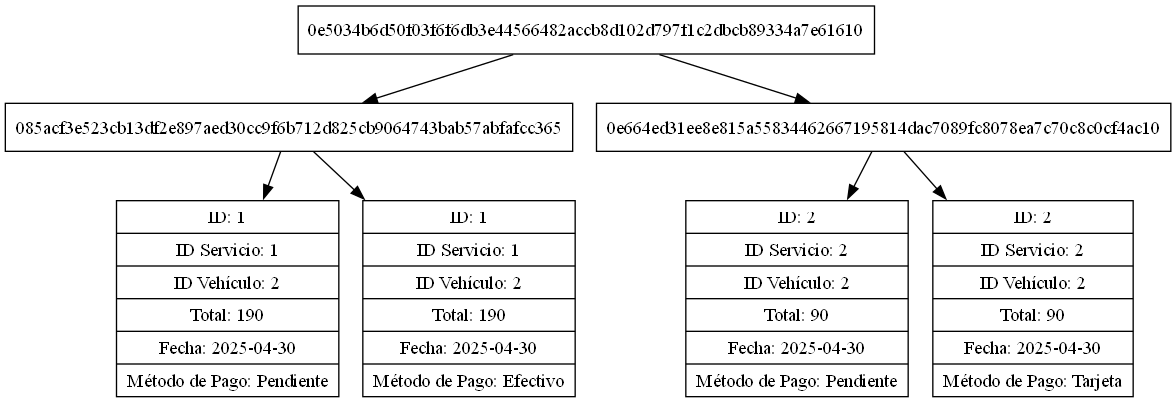 0e5034b6d50f03f6f6db3e44566482accb8d102d797f1c2dbcb89334a7e61610
085acf3e523cb13df2e897aed30cc9f6b712d825cb9064743bab57abfafcc365
0e664ed31ee8e815a55834462667195814dac7089fc8078ea7c70c8c0cf4ac10
ID: 1
ID Servicio: 1
ID Vehículo: 2
Total: 190
Fecha: 2025-04-30
Método de Pago: Pendiente
ID: 1
ID Servicio: 1
ID Vehículo: 2
Total: 190
Fecha: 2025-04-30
Método de Pago: Efectivo
ID: 2
ID Servicio: 2
ID Vehículo: 2
Total: 90
Fecha: 2025-04-30
Método de Pago: Pendiente
ID: 2
ID Servicio: 2
ID Vehículo: 2
Total: 90
Fecha: 2025-04-30
Método de Pago: Tarjeta